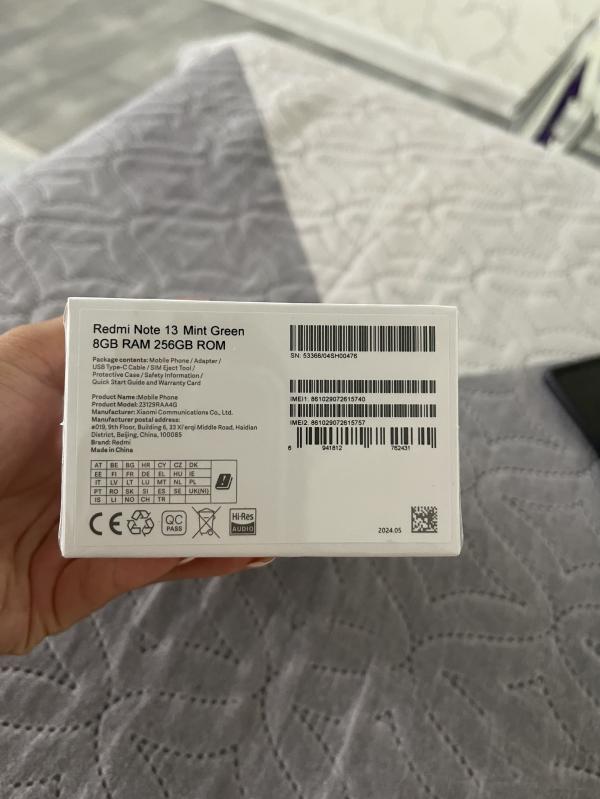 Redmi Note 13 Mint Green
8GB RAM 256GB ROM
Package contents: Mobile Phone / Adapter /
USB Type-C Cable / SIM Eject Tool /
Protective Case / Safety Information /
Quick Start Guide and Warranty Card
Product Name: Mobile Phone
Product Model: 23129RAA4G
Manufacturer: Xiaomi Communications Co., Ltd.
Manufacturer postal address:
#019, 9th Floor, Building 6, 33 Xi'erqi Middle Road, Haidian
District, Beijing, China, 100085
Brand: Redmi
Made in China
AT BE BG HR CY CZ DK
EE FI FR DE EL HU IE
IT LV LT LU MT NL PL
PT RO SK SI ES SE UK(NI)
IS LI NO CH TR
CE
QC
PASS
Hi-Res
AUDIO
SN: 53366/04SH00476
IMEI1: 861029072615740
IMEI2: 861029072615757
6 941812 762431
2024.05